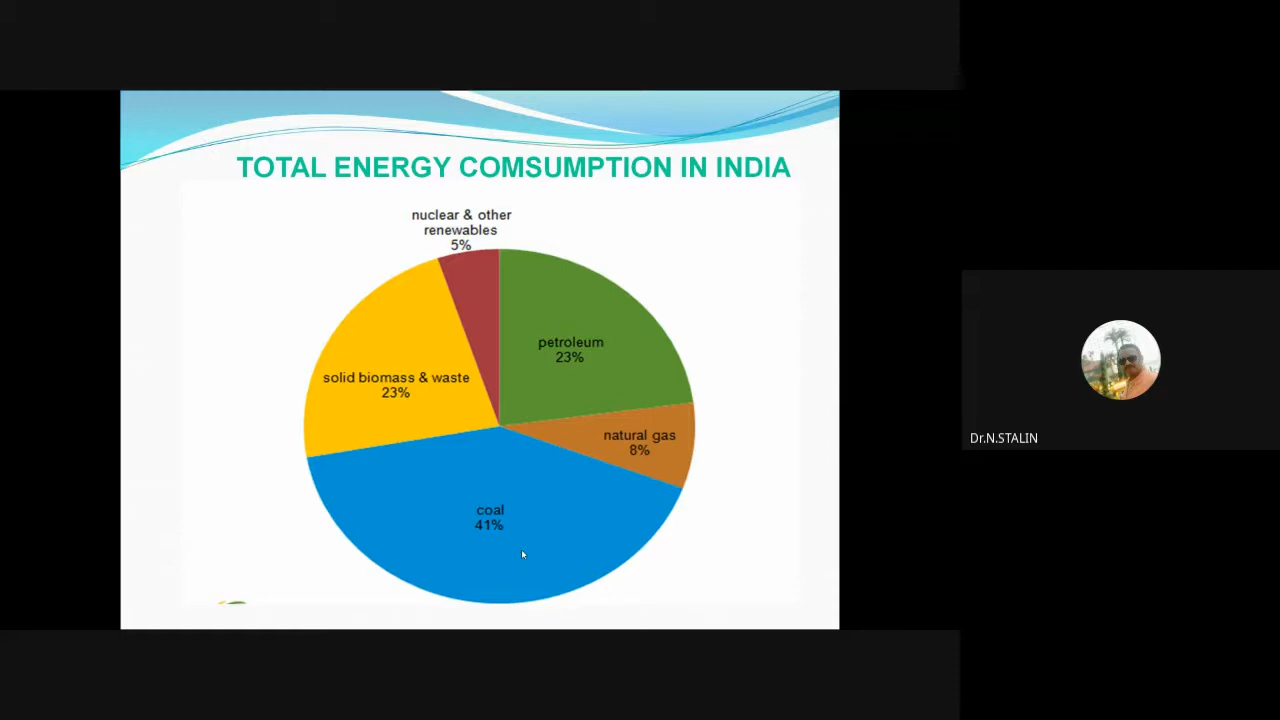 TOTAL ENERGY COMSUMPTION IN INDIA
nuclear & other
renewables
5%
petroleum
23%
solid biomass & waste
23%
natural gas
8%
coal
41%
Dr.N.STALIN